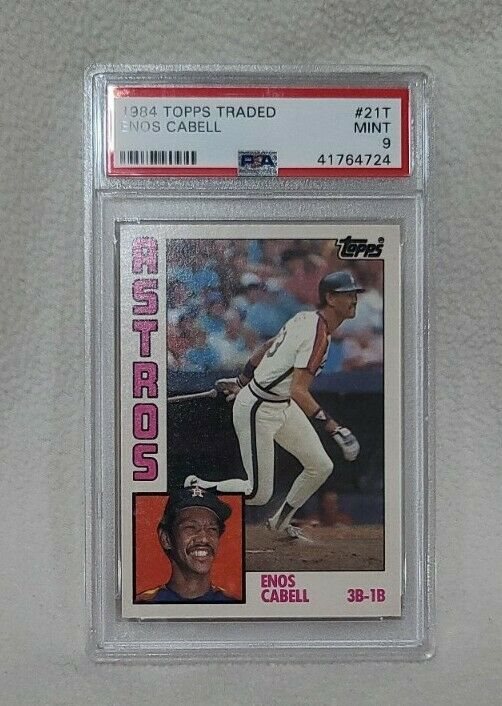 1984 TOPPS TRADED #21T
ENOS CABELL MINT
9
PSA 41764724
Topps
ASTROS
ENOS
CABELL 3B-1B